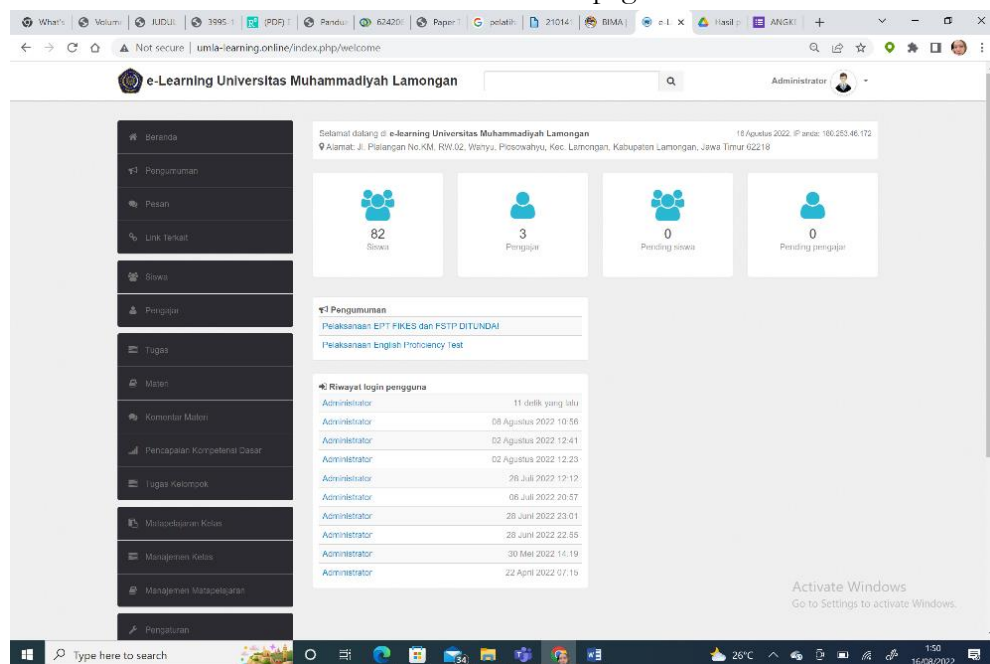 What's
Volum
JUDUL
3995-1
(PDF)
Pandu
62420
Paper
pelatih
21014
BIMA |
e-L
Hasil p
ANGKI
Not secure | umla-learning.online/index.php/welcome
e-Learning Universitas Muhammadiyah Lamongan
Administrator
Beranda
Pengumuman
Pesan
Link Terkait
Siswa
Pengajar
Tugas
Materi
Komentar Materi
Pencapaian Kompetensi Dasar
Tugas Kelompok
Matapelajaran Kelas
Manajemen Kelas
Manajemen Matapelajaran
Pengaturan
Selamat datang di e-learning Universitas Muhammadiyah Lamongan
16 Agustus 2022, IP anda: 180.253.46.172
Alamat: Jl. Plalangan No.KM, RW.02, Wahyu, Plosowahyu, Kec. Lamongan, Kabupaten Lamongan, Jawa Timur 62218
82
Siswa
3
Pengajar
0
Pending siswa
0
Pending pengajar
Pengumuman
Pelaksanaan EPT FIKES dan FSTP DITUNDA!
Pelaksanaan English Proficiency Test
Riwayat login pengguna
Administrator 11 detik yang lalu
Administrator 08 Agustus 2022 10:56
Administrator 02 Agustus 2022 12:41
Administrator 02 Agustus 2022 12:23
Administrator 28 Juli 2022 12:12
Administrator 06 Juli 2022 20:57
Administrator 28 Juni 2022 23:01
Administrator 28 Juni 2022 22:55
Administrator 30 Mei 2022 14:19
Administrator 22 April 2022 07:15
Activate Windows
Go to Settings to activate Windows.
Type here to search
34
26°C
1:50
16/08/2022